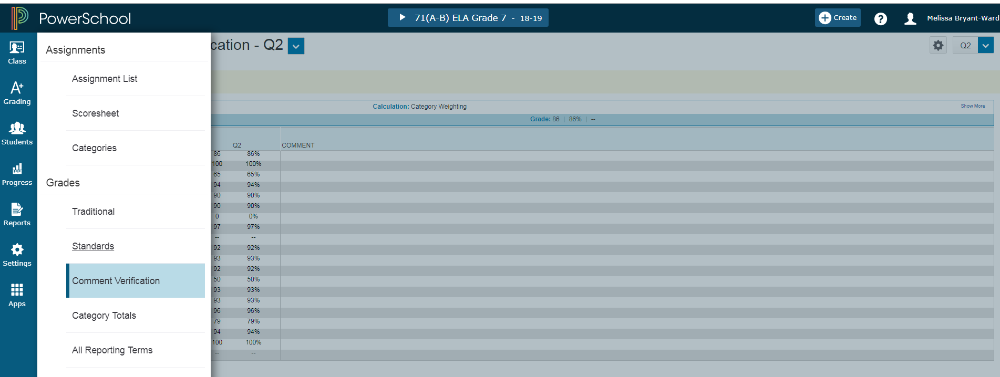 PowerSchool
71(A-B) ELA Grade 7 - 18-19
Create
?
Melissa Bryant-Ward
Class
Grading
Students
Progress
Reports
Settings
Apps
Assignments
Assignment List
Scoresheet
Categories
Grades
Traditional
Standards
Comment Verification
Category Totals
All Reporting Terms
cation - Q2
Q2
Calculation: Category Weighting
Show More
Grade: 86 | 86% | --
Q2 COMMENT
86 86%
100 100%
65 65%
94 94%
90 90%
90 90%
0 0%
97 97%
-- --
92 92%
93 93%
92 92%
50 50%
93 93%
93 93%
96 96%
79 79%
94 94%
100 100%
-- --